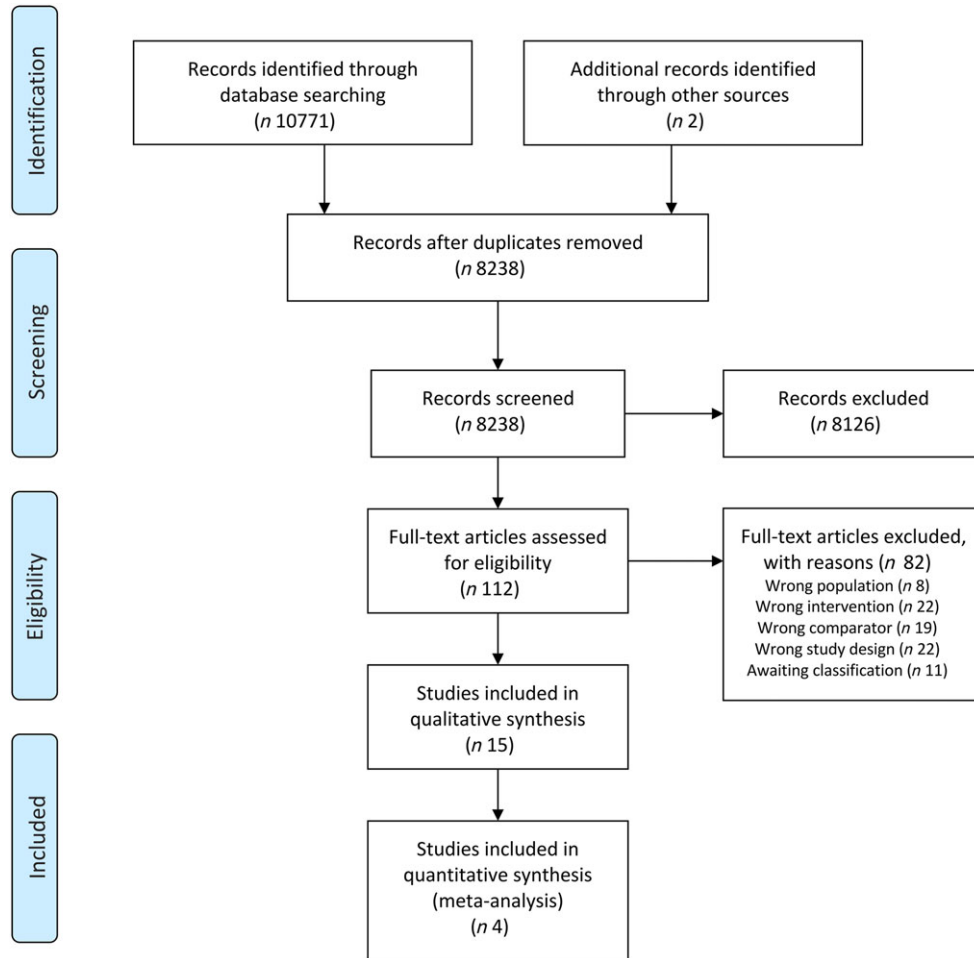 Identification
Records identified through
database searching
(n 10771)
Additional records identified
through other sources
(n 2)
Records after duplicates removed
(n 8238)
Screening
Records screened
(n 8238)
Records excluded
(n 8126)
Eligibility
Full-text articles assessed
for eligibility
(n 112)
Full-text articles excluded,
with reasons (n 82)
Wrong population (n 8)
Wrong intervention (n 22)
Wrong comparator (n 19)
Wrong study design (n 22)
Awaiting classification (n 11)
Studies included in
qualitative synthesis
(n 15)
Included
Studies included in
quantitative synthesis
(meta-analysis)
(n 4)